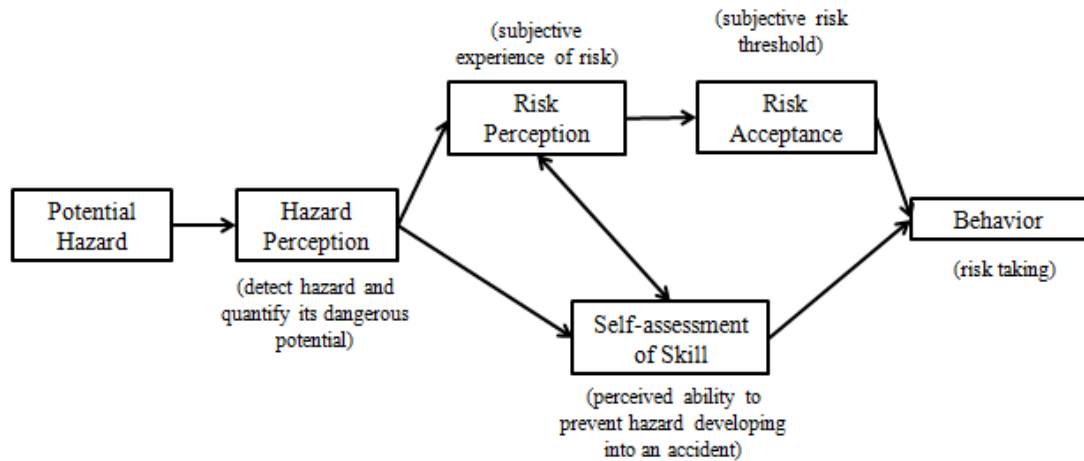 (subjective
experience of risk)
Risk
Perception
(subjective risk
threshold)
Risk
Acceptance
Potential
Hazard
Hazard
Perception
(detect hazard and
quantify its dangerous
potential)
Self-assessment
of Skill
(perceived ability to
prevent hazard developing
into an accident)
Behavior
(risk taking)